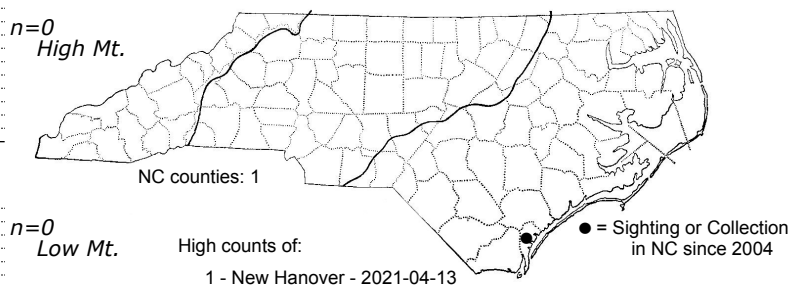 n=0
High Mt.
NC counties: 1
n=0
Low Mt.
High counts of:
1 - New Hanover - 2021-04-13
● = Sighting or Collection
in NC since 2004